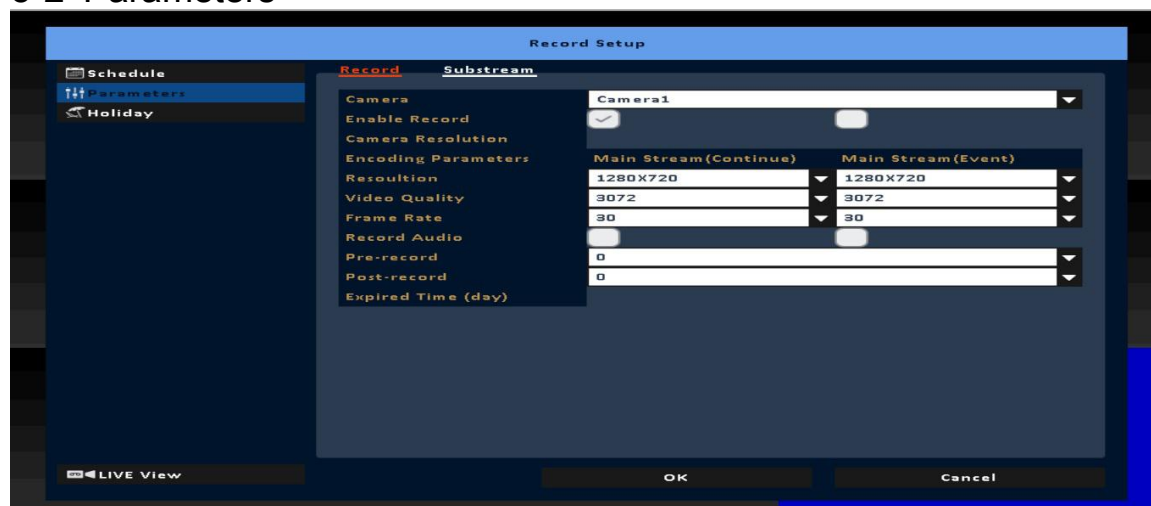 Parameters
Record Setup
Schedule
Parameters
Holiday
Record Substream
Camera Camera1
Enable Record
Camera Resolution
Encoding Parameters Main Stream(Continue) Main Stream(Event)
Resoultion 1280X720 1280X720
Video Quality 3072 3072
Frame Rate 30 30
Record Audio
Pre-record 0
Post-record 0
Expired Time (day)
LIVE View OK Cancel